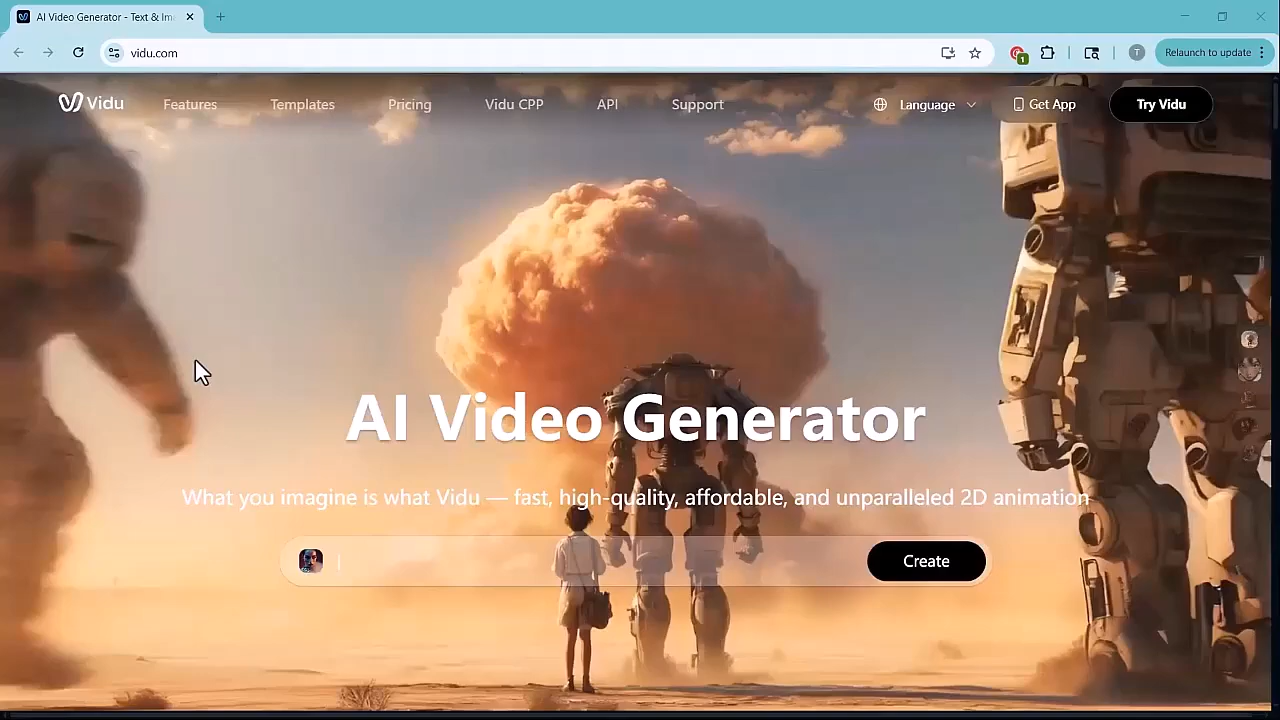 AI Video Generator - Text & Im
vidu.com
1
T
Relaunch to update
Vidu
Features
Templates
Pricing
Vidu CPP
API
Support
Language
Get App
Try Vidu
AI Video Generator
What you imagine is what Vidu — fast, high-quality, affordable, and unparalleled 2D animation
Create